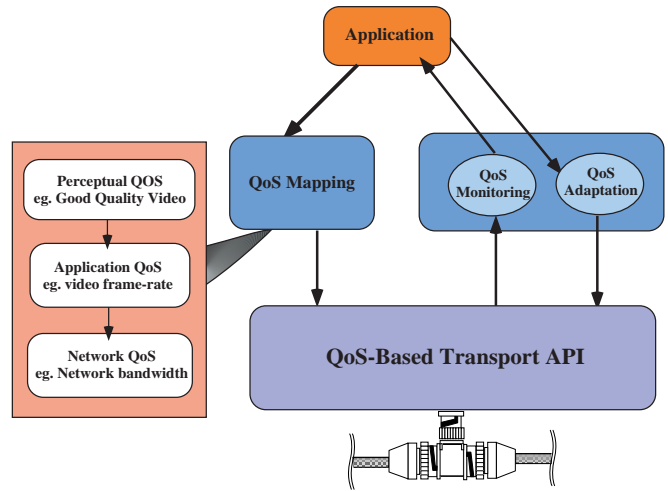 Application
QoS Mapping
QoS
Monitoring
QoS
Adaptation
Perceptual QOS
eg. Good Quality Video
Application QoS
eg. video frame-rate
Network QoS
eg. Network bandwidth
QoS-Based Transport API